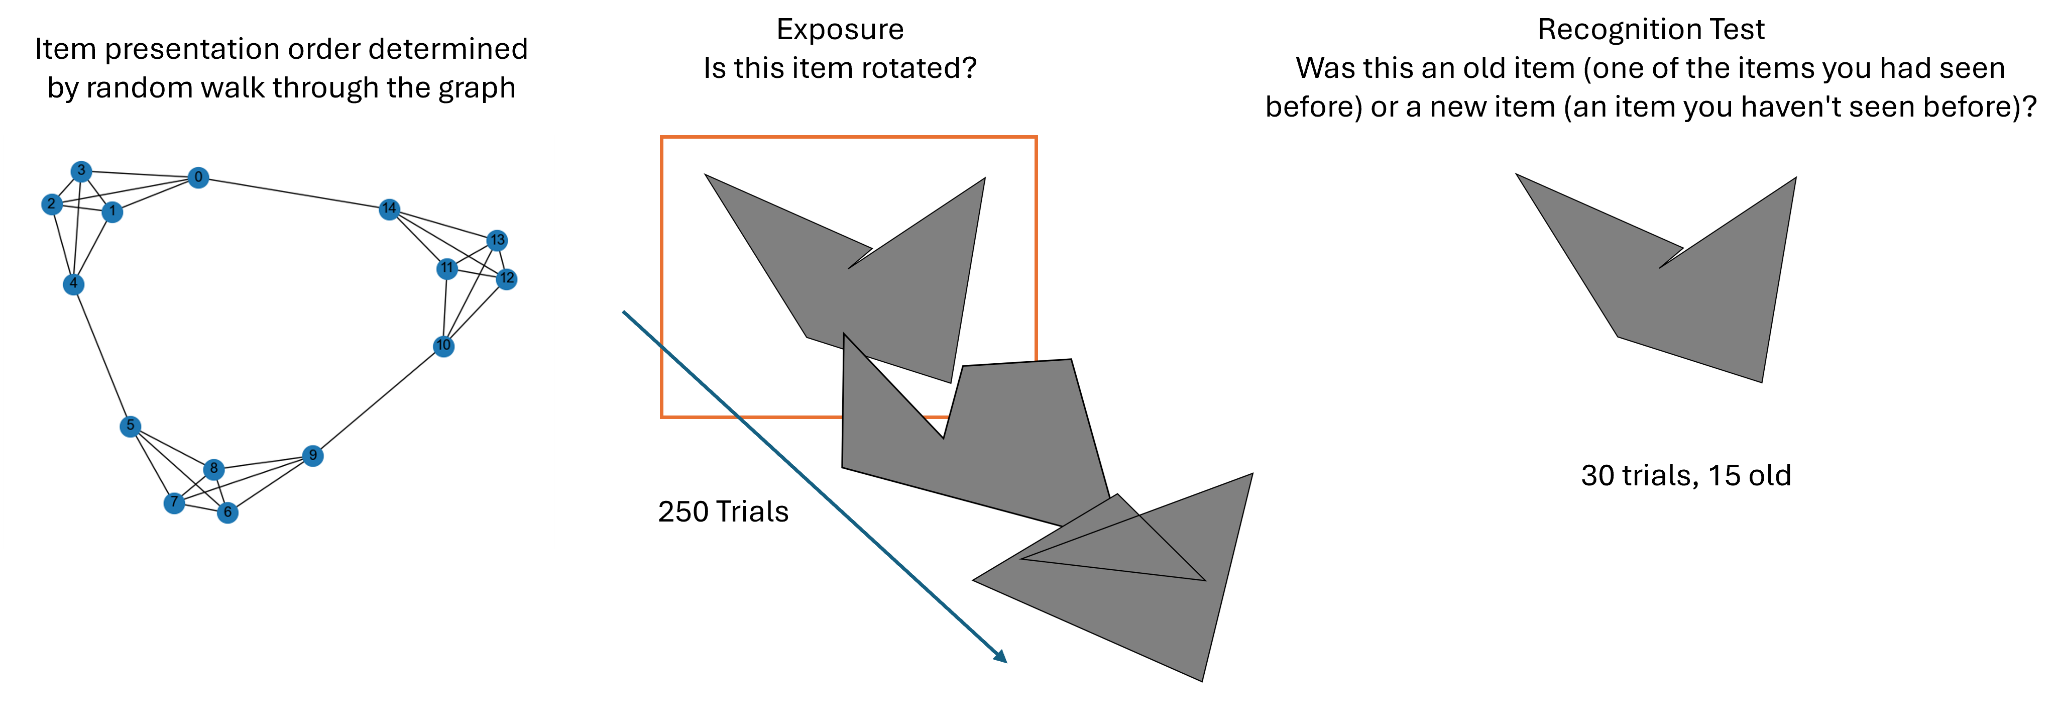 Item presentation order determined
by random walk through the graph
3
0
2
1
4
14
13
11
12
10
5
8
9
7
6
Exposure
Is this item rotated?
250 Trials
Recognition Test
Was this an old item (one of the items you had seen
before) or a new item (an item you haven't seen before)?
30 trials, 15 old